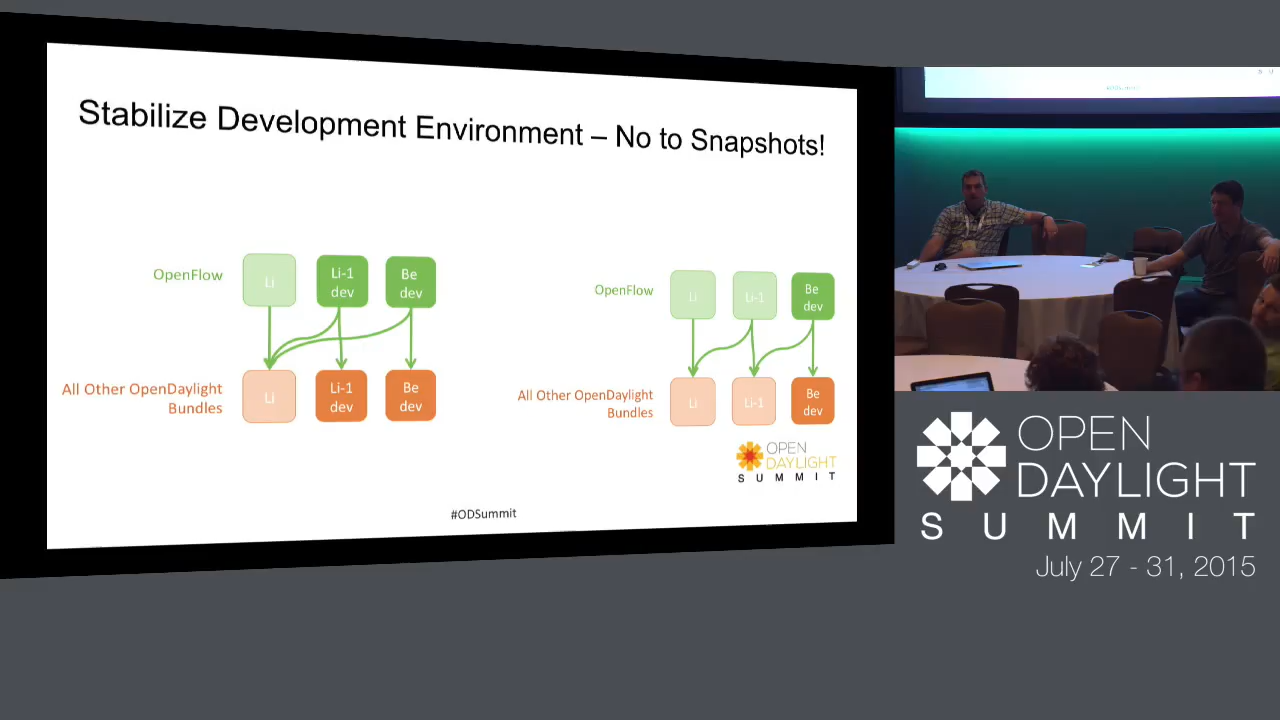 Stabilize Development Environment – No to Snapshots!
OpenFlow
Li
Li-1
dev
Be
dev
All Other OpenDaylight
Bundles
Li
Li-1
dev
Be
dev
OpenFlow
Li
Li-1
Be
dev
All Other OpenDaylight
Bundles
Li
Li-1
Be
dev
OPEN
DAYLIGHT
SUMMIT
#ODSummit
OPEN
DAYLIGHT
SUMMIT
July 27 - 31, 2015